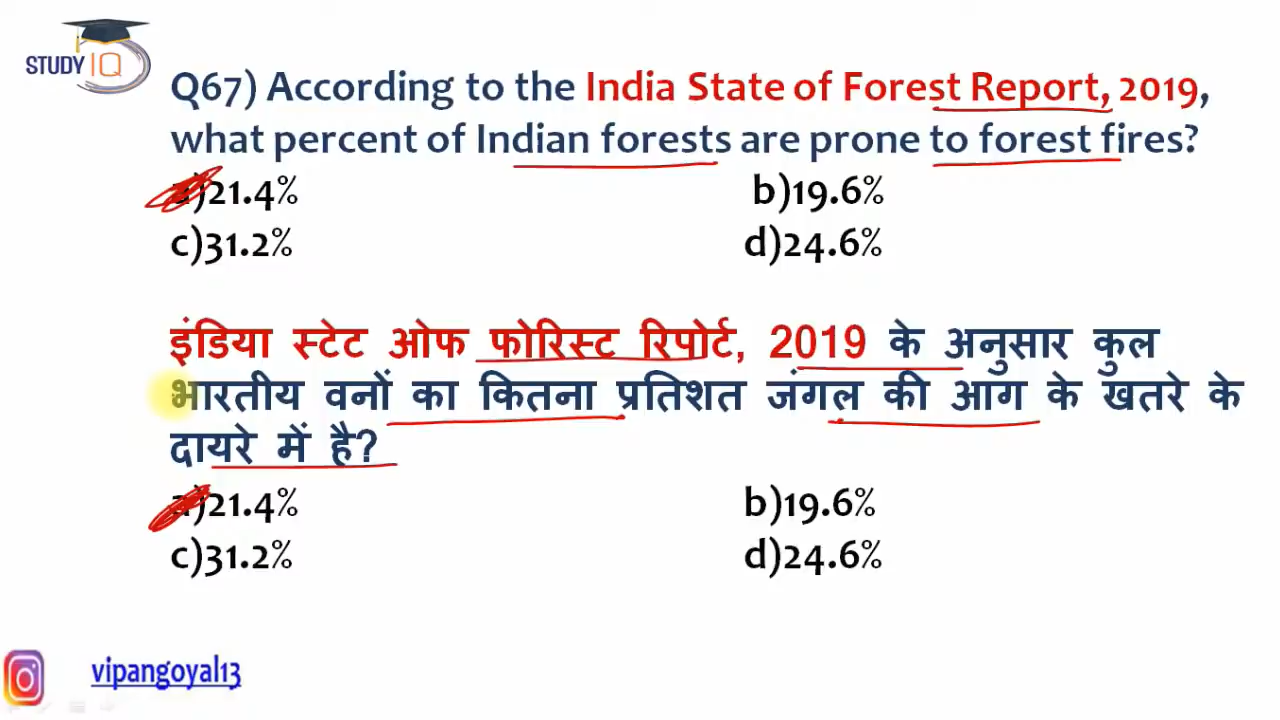 STUDY IQ
Q67) According to the India State of Forest Report, 2019,
what percent of Indian forests are prone to forest fires?
a)21.4% b)19.6%
c)31.2% d)24.6%
इंडिया स्टेट ओफ फोरिस्ट रिपोर्ट, 2019 के अनुसार कुल
भारतीय वनों का कितना प्रतिशत जंगल की आग के खतरे के
दायरे में है?
a)21.4% b)19.6%
c)31.2% d)24.6%
vipangoyal13